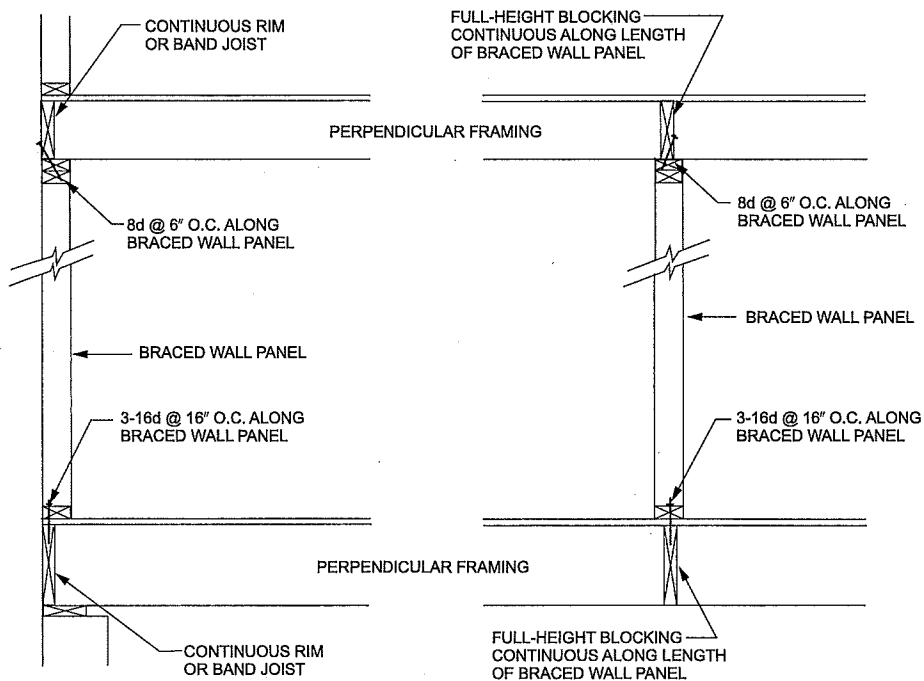 CONTINUOUS RIM
OR BAND JOIST
FULL-HEIGHT BLOCKING
CONTINUOUS ALONG LENGTH
OF BRACED WALL PANEL
PERPENDICULAR FRAMING
8d @ 6" O.C. ALONG
BRACED WALL PANEL
8d @ 6" O.C. ALONG
BRACED WALL PANEL
BRACED WALL PANEL
BRACED WALL PANEL
3-16d @ 16" O.C. ALONG
BRACED WALL PANEL
3-16d @ 16" O.C. ALONG
BRACED WALL PANEL
PERPENDICULAR FRAMING
CONTINUOUS RIM
OR BAND JOIST
FULL-HEIGHT BLOCKING
CONTINUOUS ALONG LENGTH
OF BRACED WALL PANEL